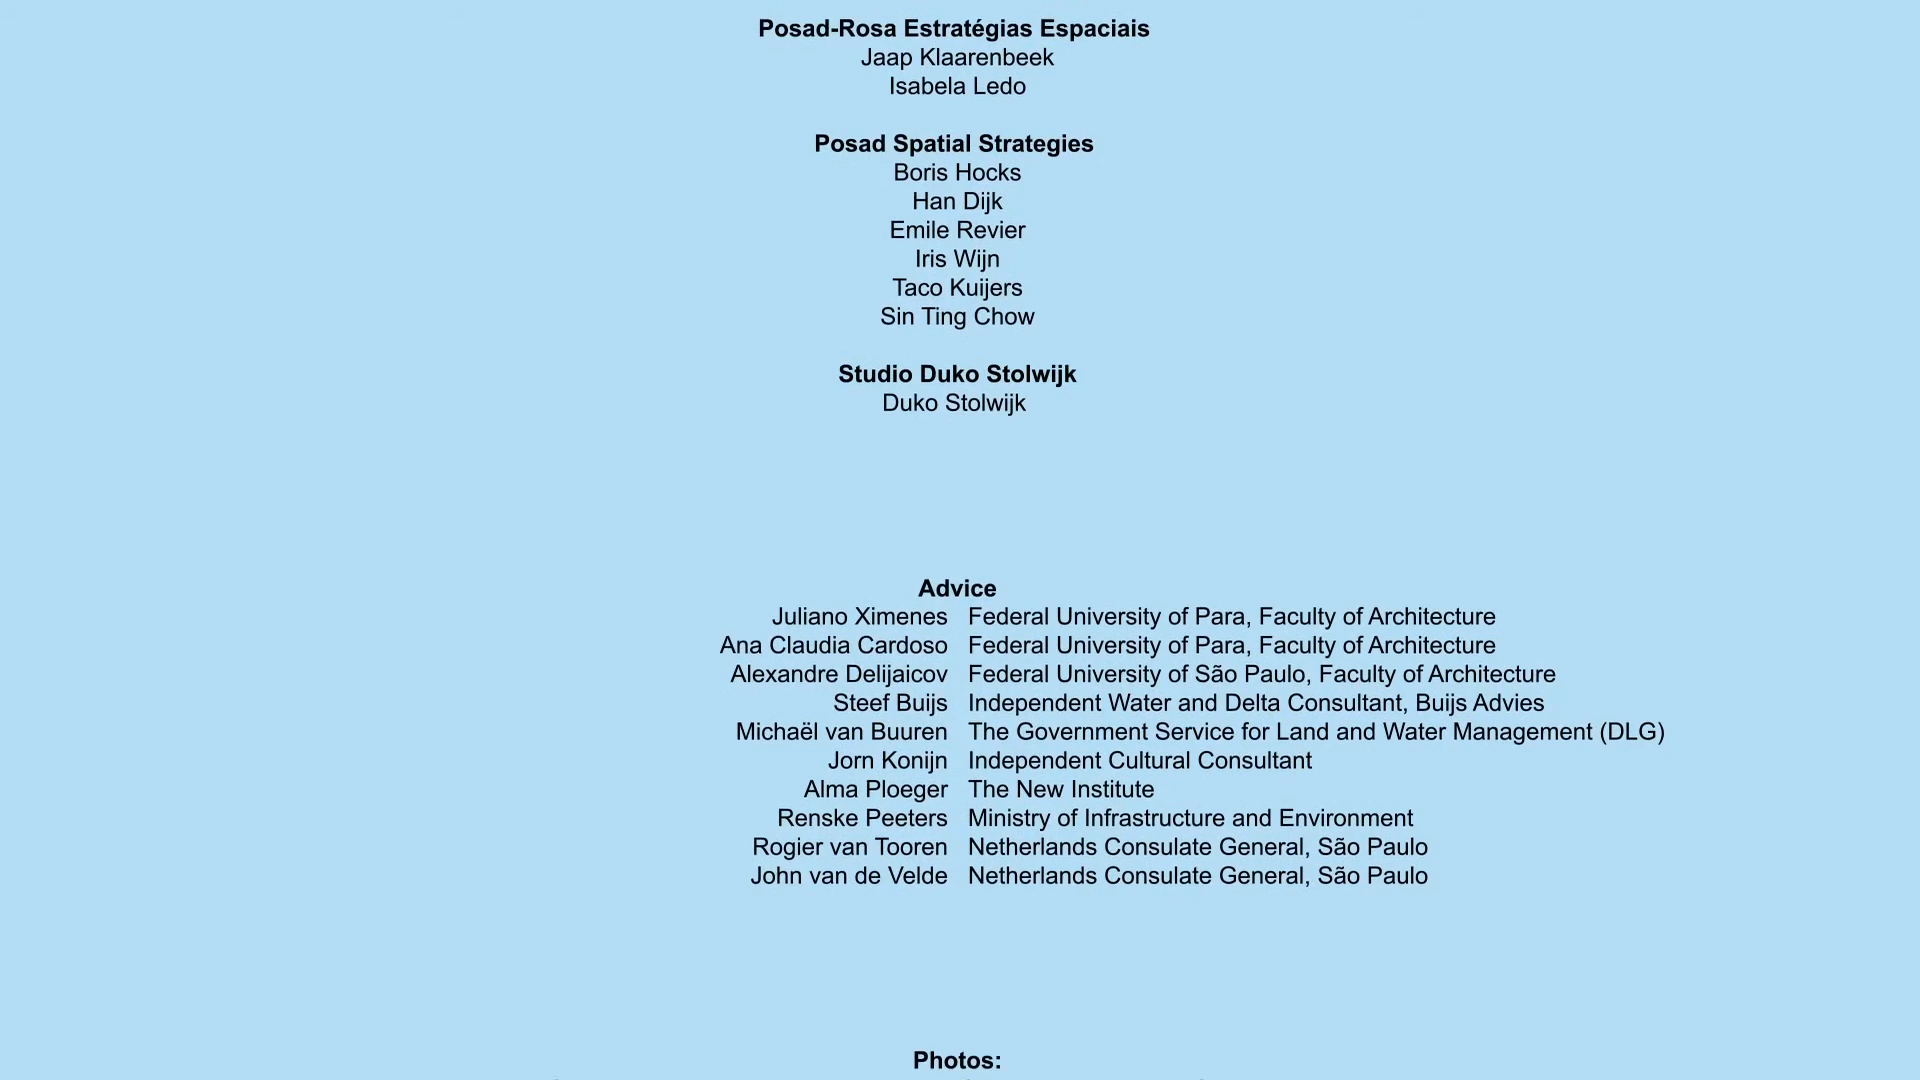 Posad-Rosa Estratégias Espaciais
Jaap Klaarenbeek
Isabela Ledo
Posad Spatial Strategies
Boris Hocks
Han Dijk
Emile Revier
Iris Wijn
Taco Kuijers
Sin Ting Chow
Studio Duko Stolwijk
Duko Stolwijk
Advice
Juliano Ximenes Federal University of Para, Faculty of Architecture
Ana Claudia Cardoso Federal University of Para, Faculty of Architecture
Alexandre Delijaicov Federal University of São Paulo, Faculty of Architecture
Steef Buijs Independent Water and Delta Consultant, Buijs Advies
Michaël van Buuren The Government Service for Land and Water Management (DLG)
Jorn Konijn Independent Cultural Consultant
Alma Ploeger The New Institute
Renske Peeters Ministry of Infrastructure and Environment
Rogier van Tooren Netherlands Consulate General, São Paulo
John van de Velde Netherlands Consulate General, São Paulo
Photos: